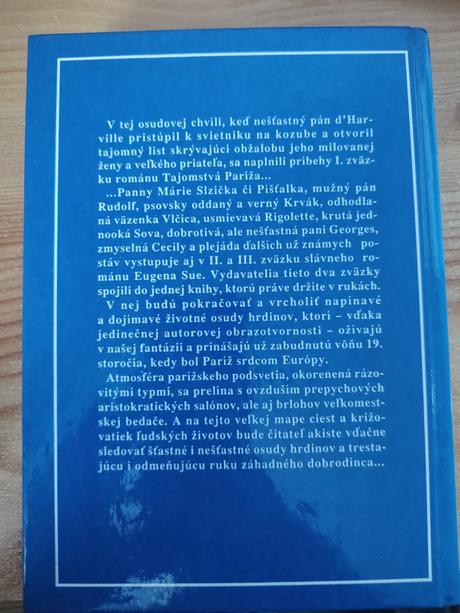 V tej osudovej chvíli, keď nešťastný pán d'Har-
ville pristúpil k svietniku na kozube a otvoril
tajomný list skrývajúci obžalobu jeho milovanej
ženy a veľkého priateľa, sa naplnili príbehy I. zväz-
ku románu Tajomstvá Paríža...
...Panny Márie Slzička či Pišťalka, mužný pán
Rudolf, psovsky oddaný a verný Krvák, odhodla-
ná väzenka Vlčica, usmievavá Rigolette, krutá jed-
nooká Sova, dobrotivá, ale nešťastná pani Georges,
zmyselná Cecily a plejáda ďalších už známych pos-
táv vystupuje aj v II. a III. zväzku slávneho ro-
mánu Eugena Sue. Vydavatelia tieto dva zväzky
spojili do jednej knihy, ktorú práve držíte v rukách.
V nej budú pokračovať a vrcholiť napínavé
a dojímavé životné osudy hrdinov, ktorí – vďaka
jedinečnej autorovej obrazotvornosti – ožívajú
v našej fantázii a prinášajú už zabudnutú vôňu 19.
storočia, kedy bol Paríž srdcom Európy.
Atmosféra parížskeho podsvetia, okorenená rázo-
vitými typmi, sa prelína s ovzduším prepychových
aristokratických salónov, ale aj brlohov veľkomest-
skej bedače. A na tejto veľkej mape ciest a križo-
vatiek ľudských životov bude čitateľ akiste vďačne
sledovať šťastné i nešťastné osudy hrdinov a tresta-
júcu i odmeňujúcu ruku záhadného dobrodinca...